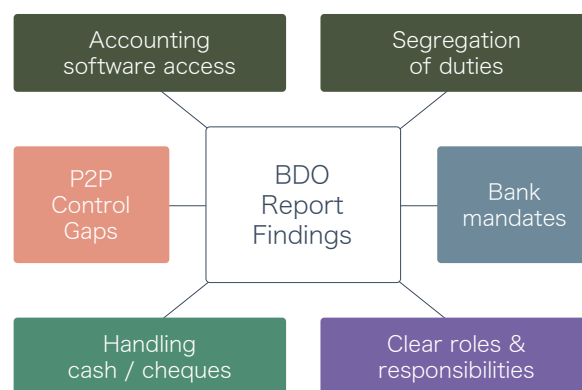 Accounting
software access
Segregation
of duties
P2P
Control
Gaps
BDO
Report
Findings
Bank
mandates
Handling
cash / cheques
Clear roles &
responsibilities